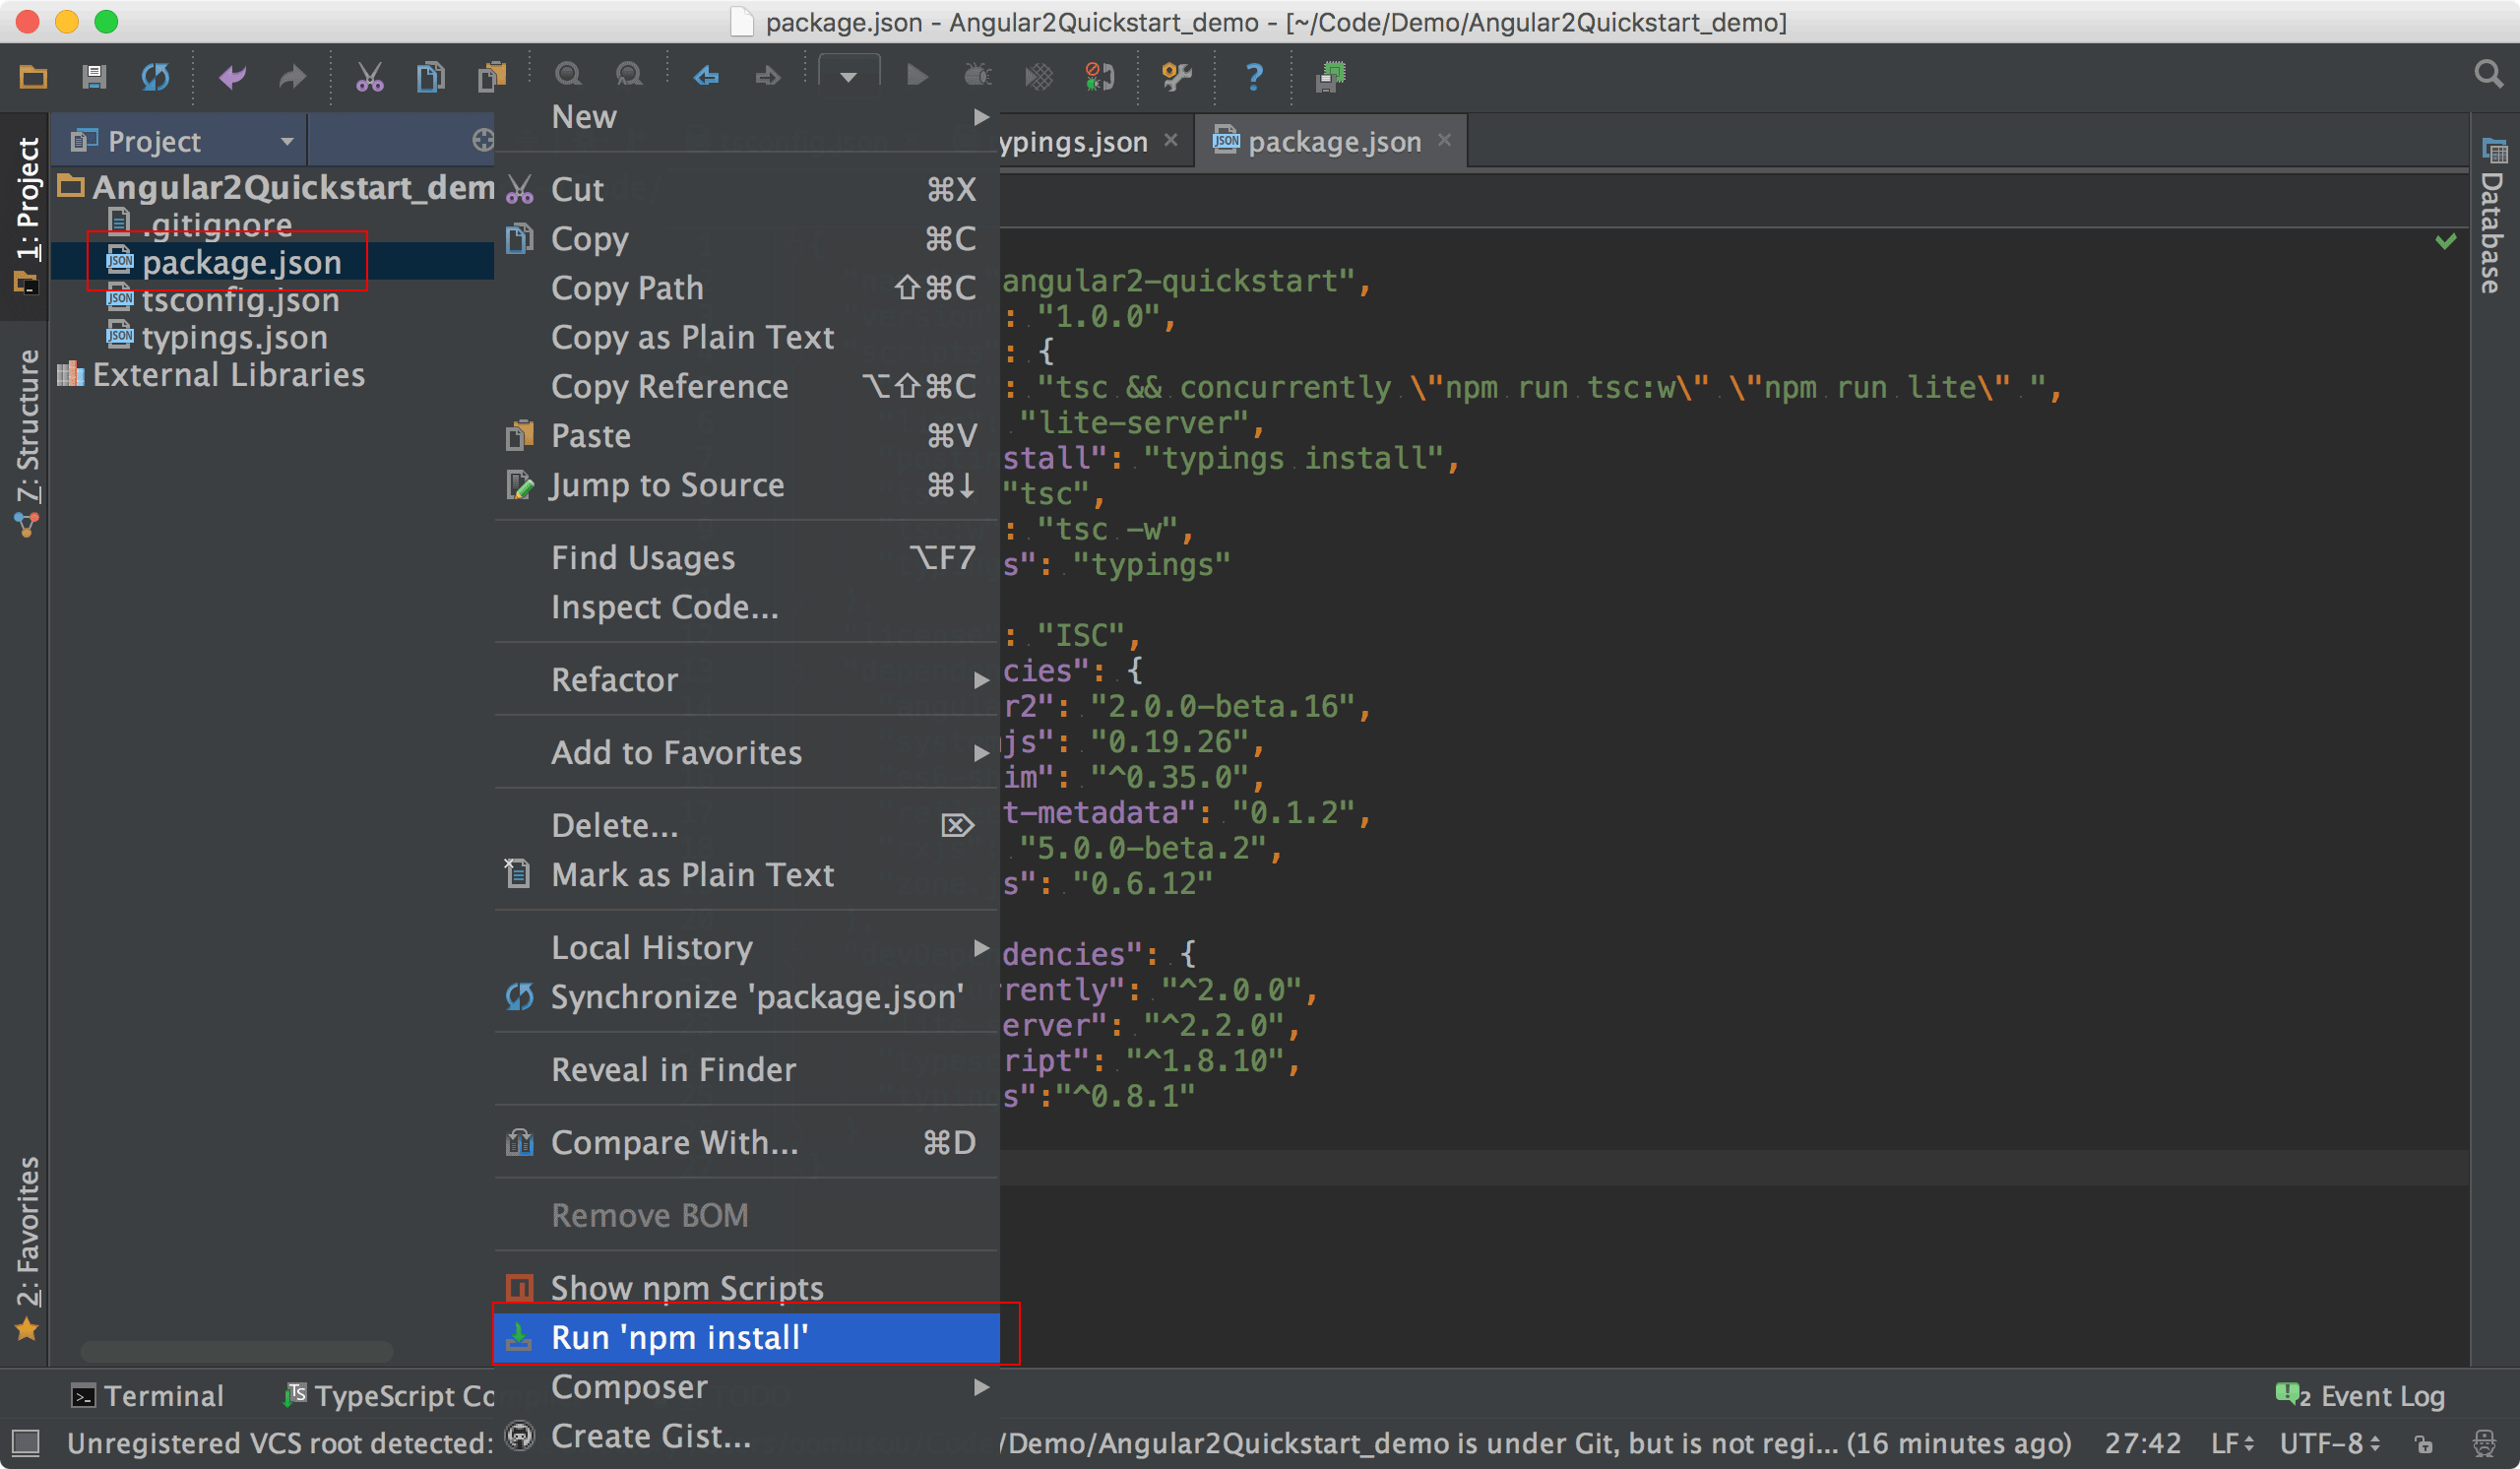 package.json - Angular2Quickstart_demo - [~/Code/Demo/Angular2Quickstart_demo]
1: Project
7: Structure
2: Favorites
Project
Angular2Quickstart_dem
.gitignore
package.json
tsconfig.json
typings.json
External Libraries
New
Cut ⌘X
Copy ⌘C
Copy Path ⇧⌘C
Copy as Plain Text
Copy Reference ⌥⇧⌘C
Paste ⌘V
Jump to Source ⌘↓
Find Usages ⌥F7
Inspect Code...
Refactor
Add to Favorites
Delete... ⌦
Mark as Plain Text
Local History
Synchronize 'package.json'
Reveal in Finder
Compare With... ⌘D
Remove BOM
Show npm Scripts
Run 'npm install'
Composer
Create Gist...
ypings.json
package.json
angular2-quickstart",
: "1.0.0",
: {
: "tsc && concurrently \"npm run tsc:w\" \"npm run lite\" ",
"lite-server",
stall": "typings install",
"tsc",
: "tsc -w",
s": "typings"
: "ISC",
cies": {
r2": "2.0.0-beta.16",
js": "0.19.26",
im": "^0.35.0",
t-metadata": "0.1.2",
"5.0.0-beta.2",
s": "0.6.12"
dencies": {
rently": "^2.0.0",
erver": "^2.2.0",
ript": "^1.8.10",
s":"^0.8.1"
Database
Terminal
TypeScript Co
2 Event Log
Unregistered VCS root detected:
/Demo/Angular2Quickstart_demo is under Git, but is not regi... (16 minutes ago)
27:42 LF UTF-8